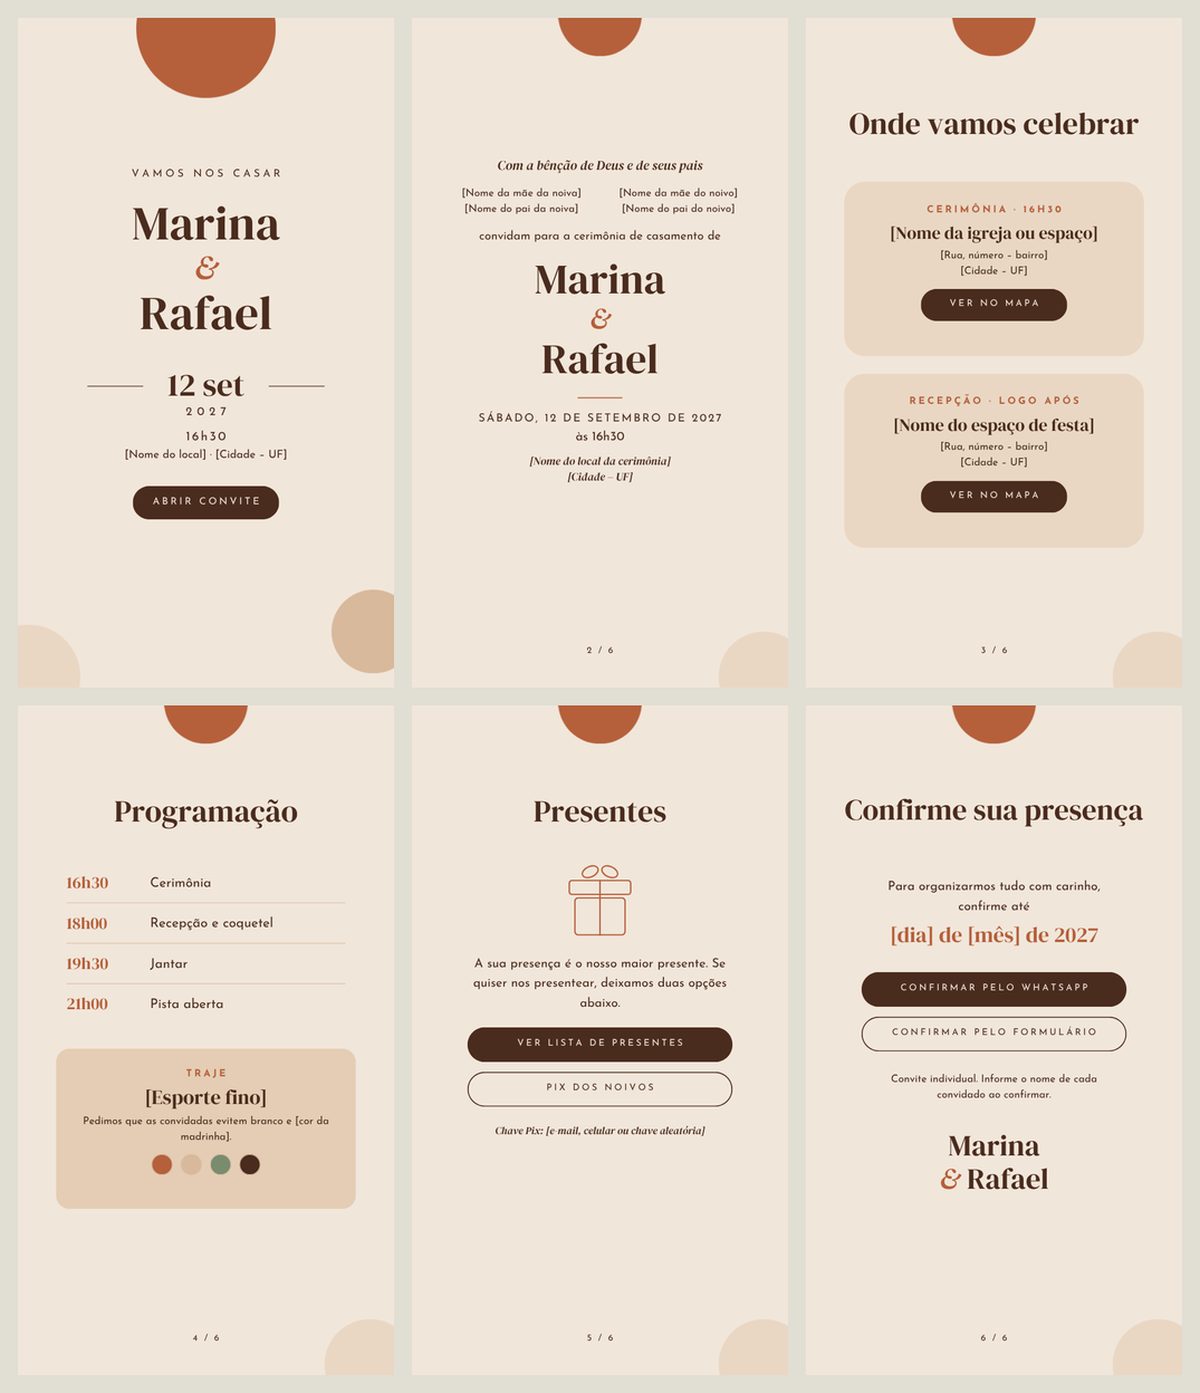 VAMOS NOS CASAR
Marina
&
Rafael
12 set
2027
16h30
[Nome do local] · [Cidade – UF]
ABRIR CONVITE
Com a bênção de Deus e de seus pais
[Nome da mãe da noiva] [Nome da mãe do noivo]
[Nome do pai da noiva] [Nome do pai do noivo]
convidam para a cerimônia de casamento de
Marina
&
Rafael
SÁBADO, 12 DE SETEMBRO DE 2027
às 16h30
[Nome do local da cerimônia]
[Cidade – UF]
2 / 6
Onde vamos celebrar
CERIMÔNIA · 16H30
[Nome da igreja ou espaço]
[Rua, número – bairro]
[Cidade – UF]
VER NO MAPA
RECEPÇÃO · LOGO APÓS
[Nome do espaço de festa]
[Rua, número – bairro]
[Cidade – UF]
VER NO MAPA
3 / 6
Programação
16h30 Cerimônia
18h00 Recepção e coquetel
19h30 Jantar
21h00 Pista aberta
TRAJE
[Esporte fino]
Pedimos que as convidadas evitem branco e [cor da
madrinha].
4 / 6
Presentes
A sua presença é o nosso maior presente. Se
quiser nos presentear, deixamos duas opções
abaixo.
VER LISTA DE PRESENTES
PIX DOS NOIVOS
Chave Pix: [e-mail, celular ou chave aleatória]
5 / 6
Confirme sua presença
Para organizarmos tudo com carinho,
confirme até
[dia] de [mês] de 2027
CONFIRMAR PELO WHATSAPP
CONFIRMAR PELO FORMULÁRIO
Convite individual. Informe o nome de cada
convidado ao confirmar.
Marina
& Rafael
6 / 6